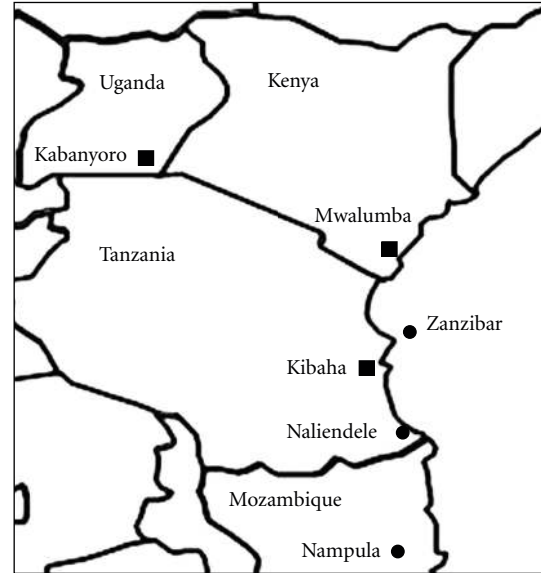 Uganda
Kenya
Kabanyoro
Mwalumba
Tanzania
Zanzibar
Kibaha
Naliendele
Mozambique
Nampula